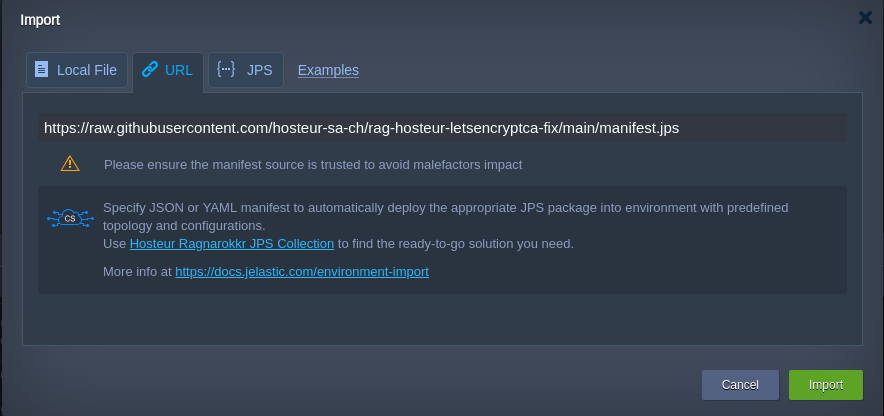 Import
Local File
URL
JPS
Examples
https://raw.githubusercontent.com/hosteur-sa-ch/rag-hosteur-letsencryptca-fix/main/manifest.jps
Please ensure the manifest source is trusted to avoid malefactors impact
CS
Specify JSON or YAML manifest to automatically deploy the appropriate JPS package into environment with predefined
topology and configurations.
Use Hosteur Ragnarokkr JPS Collection to find the ready-to-go solution you need.
More info at https://docs.jelastic.com/environment-import
Cancel
Import